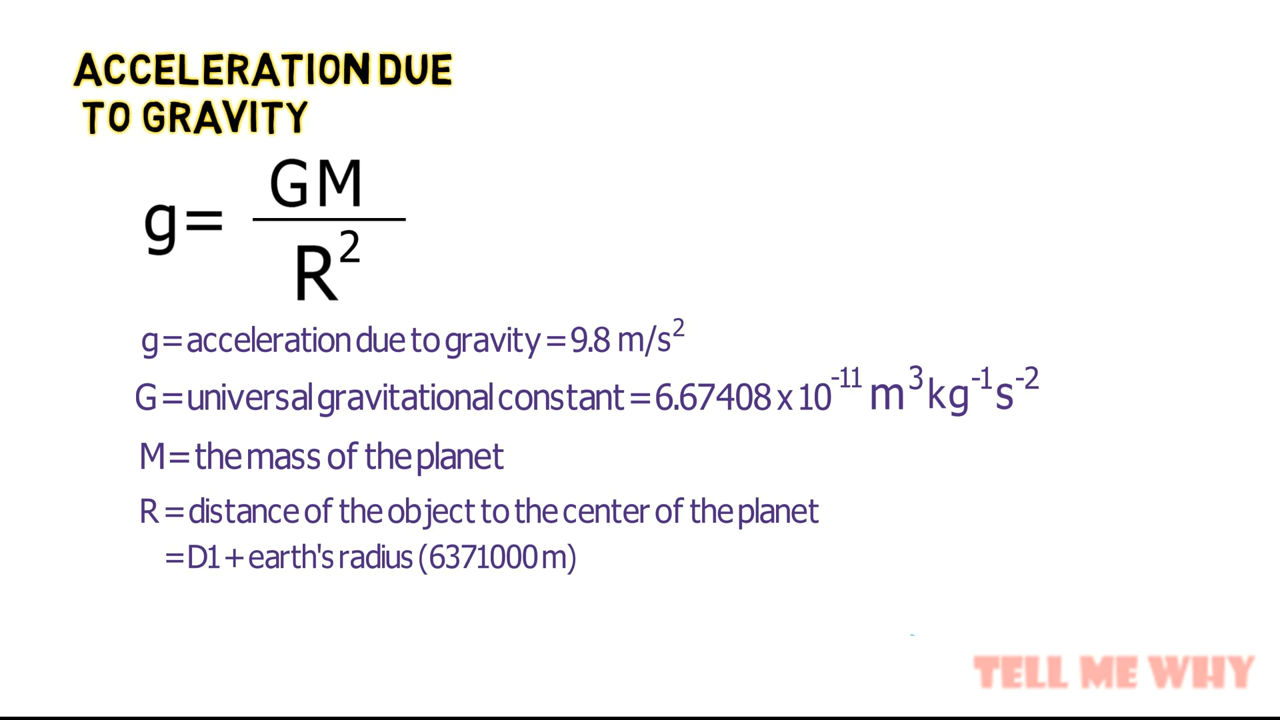 ACCELERATION DUE
TO GRAVITY
g = GM / R²
g = acceleration due to gravity = 9.8 m/s²
G = universal gravitational constant = 6.67408 x 10⁻¹¹ m³kg⁻¹s⁻²
M = the mass of the planet
R = distance of the object to the center of the planet
= D1 + earth's radius (6371000 m)
TELL ME WHY